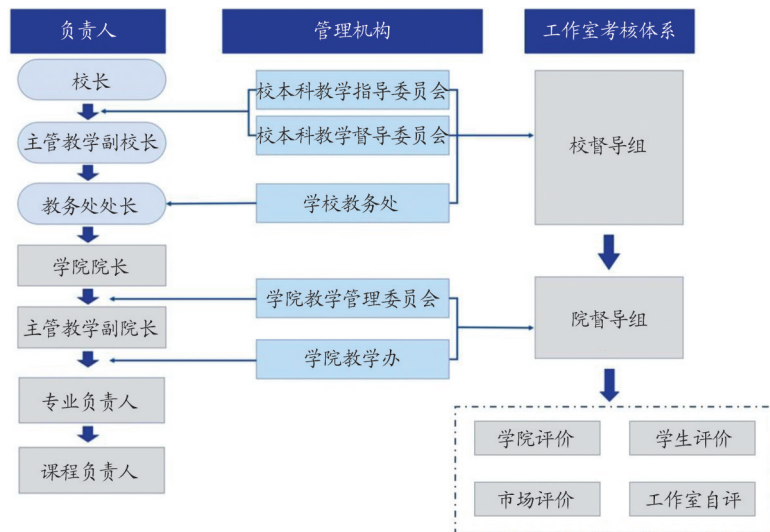 负责人
管理机构
工作室考核体系
校长
主管教学副校长
教务处处长
学院院长
主管教学副院长
专业负责人
课程负责人
校本科教学指导委员会
校本科教学督导委员会
学校教务处
学院教学管理委员会
学院教学办
校督导组
院督导组
学院评价
学生评价
市场评价
工作室自评